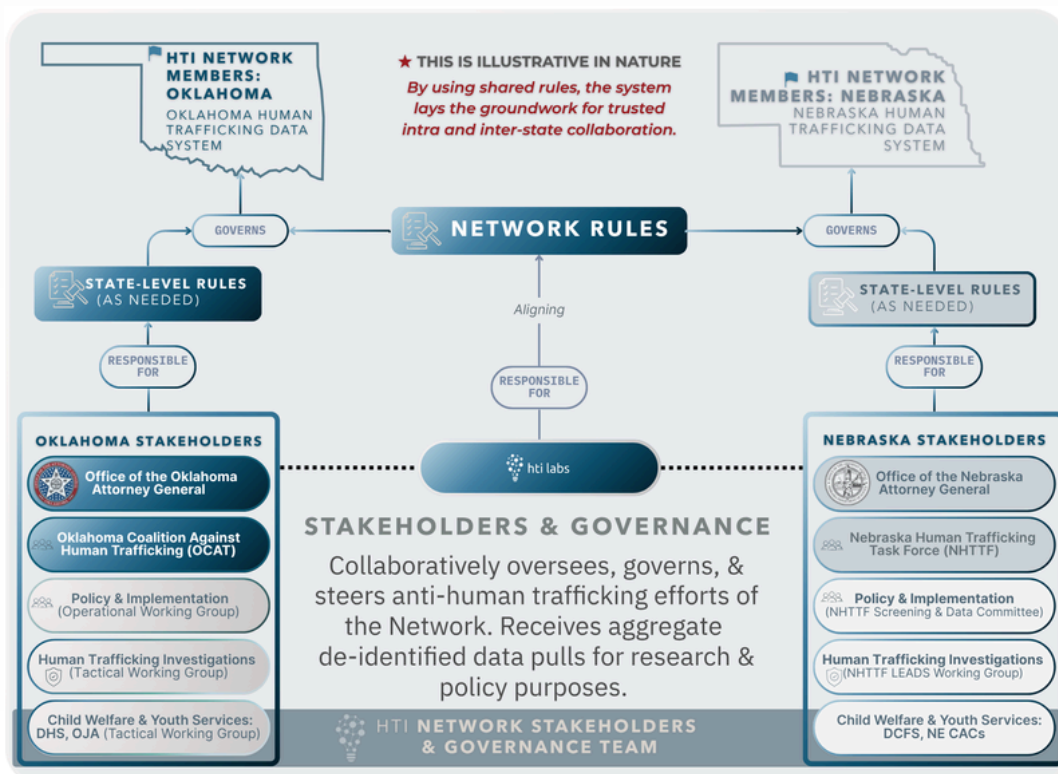 HTI NETWORK
MEMBERS:
OKLAHOMA
OKLAHOMA HUMAN
TRAFFICKING DATA
SYSTEM
★ THIS IS ILLUSTRATIVE IN NATURE
By using shared rules, the system
lays the groundwork for trusted
intra and inter-state collaboration.
HTI NETWORK
MEMBERS: NEBRASKA
NEBRASKA HUMAN
TRAFFICKING DATA
SYSTEM
GOVERNS
NETWORK RULES
GOVERNS
STATE-LEVEL RULES
(AS NEEDED)
Aligning
STATE-LEVEL RULES
(AS NEEDED)
RESPONSIBLE
FOR
RESPONSIBLE
FOR
RESPONSIBLE
FOR
OKLAHOMA STAKEHOLDERS
Office of the Oklahoma
Attorney General
Oklahoma Coalition Against
Human Trafficking (OCAT)
Policy & Implementation
(Operational Working Group)
Human Trafficking Investigations
(Tactical Working Group)
Child Welfare & Youth Services:
DHS, OJA (Tactical Working Group)
hti labs
STAKEHOLDERS & GOVERNANCE
Collaboratively oversees, governs, &
steers anti-human trafficking efforts of
the Network. Receives aggregate
de-identified data pulls for research &
policy purposes.
NEBRASKA STAKEHOLDERS
Office of the Nebraska
Attorney General
Nebraska Human Trafficking
Task Force (NHTTF)
Policy & Implementation
(NHTTF Screening & Data Committee)
Human Trafficking Investigations
(NHTTF LEADS Working Group)
Child Welfare & Youth Services:
DCFS, NE CACs
HTI NETWORK STAKEHOLDERS
& GOVERNANCE TEAM